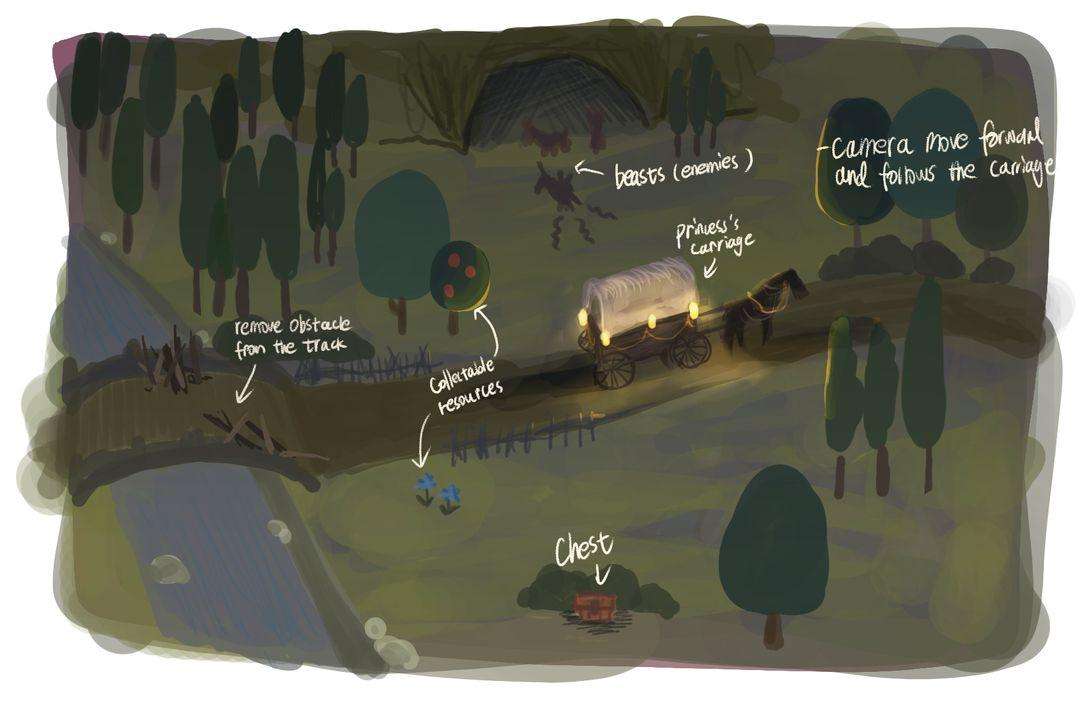 -Camera move forward
and follows the carriage
beasts (enemies)
princess's
carriage
remove obstacle
from the track
Collectable
resources
Chest